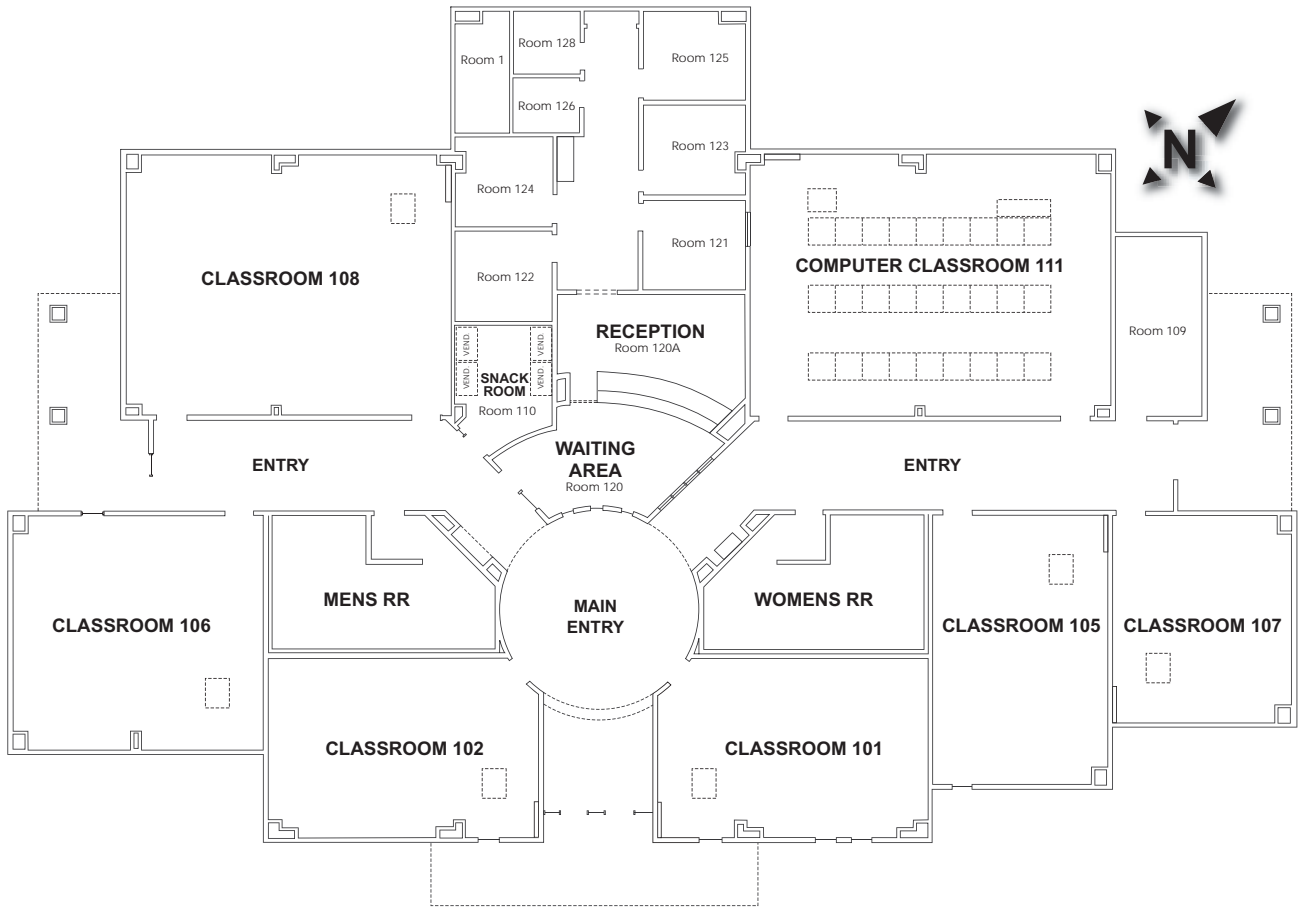 Room 128
Room 1
Room 125
Room 126
N
Room 123
Room 124
Room 121
COMPUTER CLASSROOM 111
CLASSROOM 108
Room 122
RECEPTION
Room 120A
Room 109
VEND.
VEND.
VEND.
VEND.
SNACK
ROOM
Room 110
WAITING
AREA
Room 120
ENTRY
ENTRY
MENS RR
MAIN
ENTRY
WOMENS RR
CLASSROOM 106
CLASSROOM 105
CLASSROOM 107
CLASSROOM 102
CLASSROOM 101